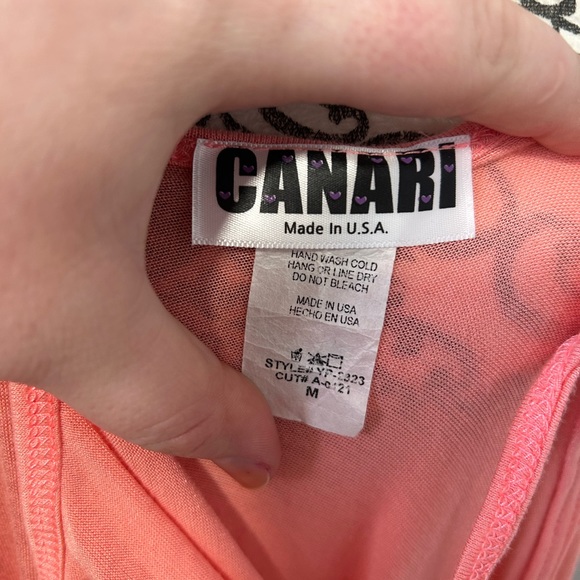 CANARI
Made In U.S.A.
HAND WASH COLD
HANG OR LINE DRY
DO NOT BLEACH
MADE IN USA
HECHO EN USA
STYLE#
CUT#
M